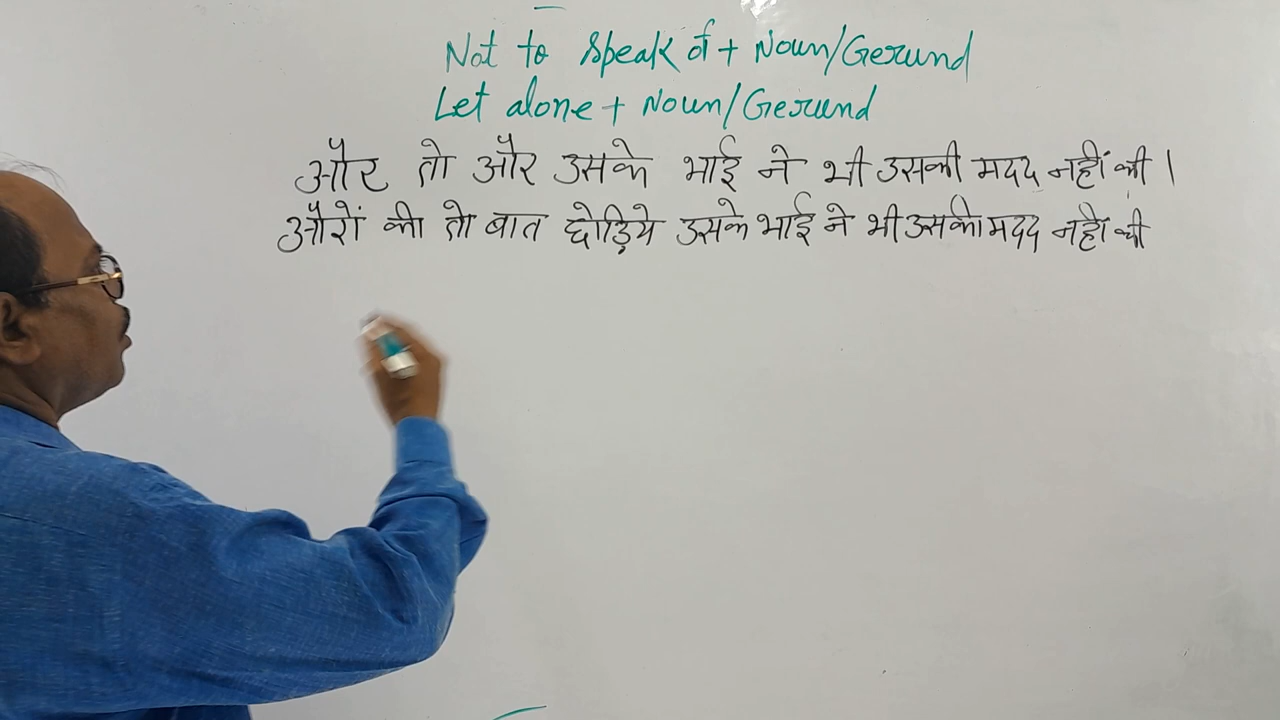 Not to speak of + Noun/Gerund
Let alone + Noun/Gerund
और तो और उसके भाई ने भी उसकी मदद नहीं की।
औरों की तो बात छोड़िये उसके भाई ने भी उसकी मदद नहीं की